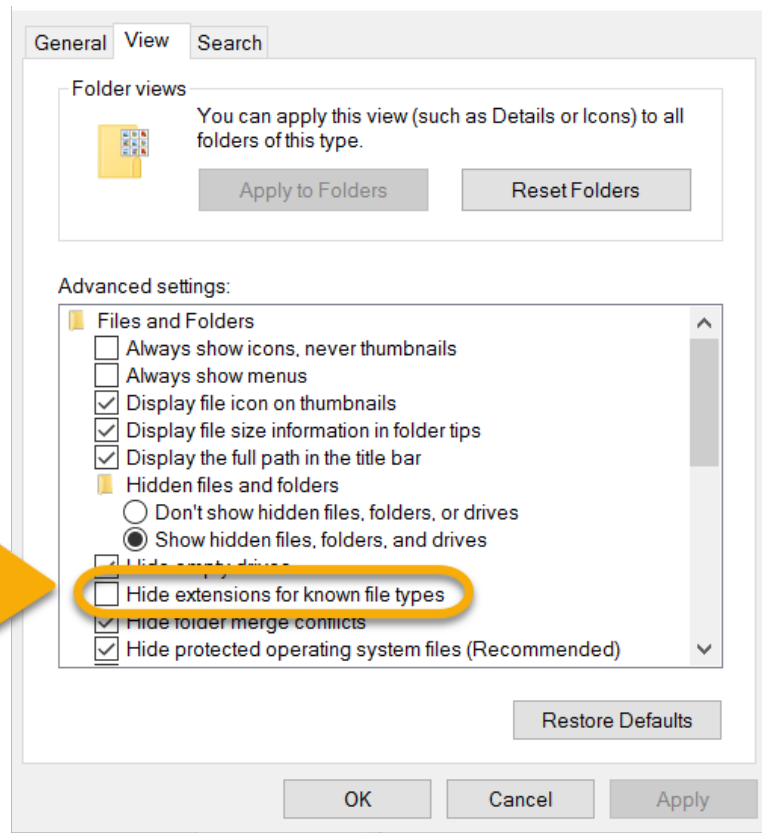 General View Search
Folder views
You can apply this view (such as Details or Icons) to all
folders of this type.
Apply to Folders Reset Folders
Advanced settings:
Files and Folders
Always show icons, never thumbnails
Always show menus
Display file icon on thumbnails
Display file size information in folder tips
Display the full path in the title bar
Hidden files and folders
Don't show hidden files, folders, or drives
Show hidden files, folders, and drives
Hide empty drives
Hide extensions for known file types
Hide folder merge conflicts
Hide protected operating system files (Recommended)
Restore Defaults
OK Cancel Apply